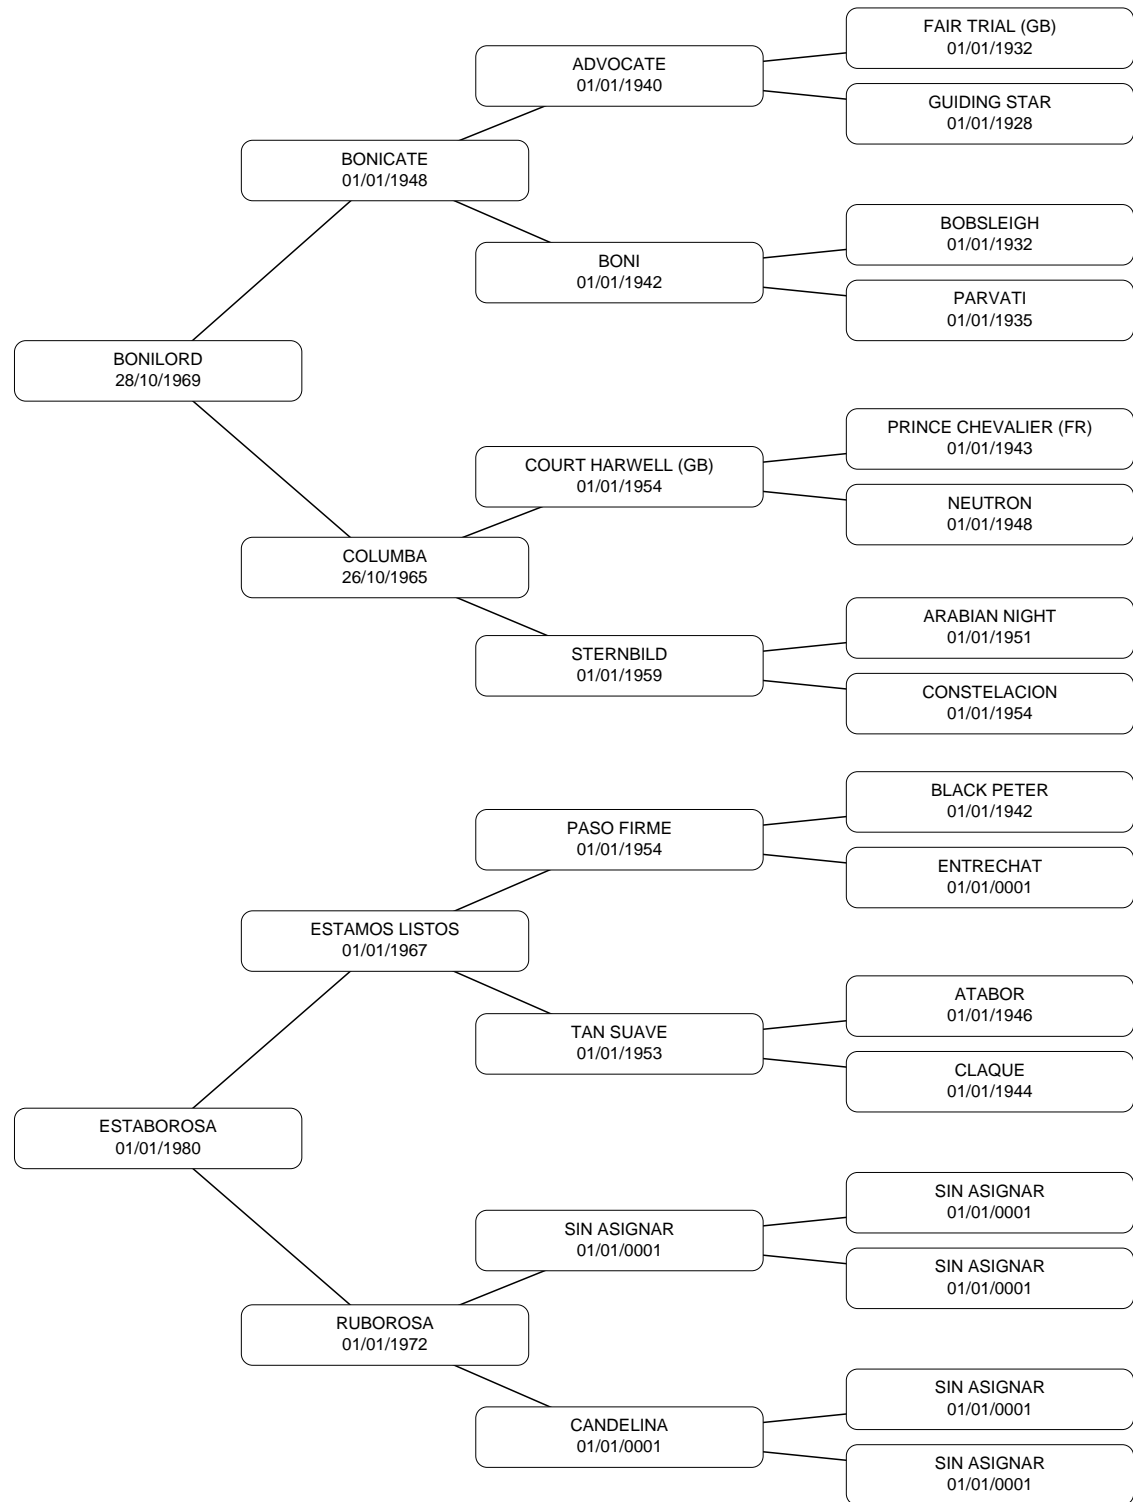 FAIR TRIAL (GB)
01/01/1932
ADVOCATE
01/01/1940
GUIDING STAR
01/01/1928
BONICATE
01/01/1948
BOBSLEIGH
01/01/1932
BONI
01/01/1942
PARVATI
01/01/1935
BONILORD
28/10/1969
PRINCE CHEVALIER (FR)
01/01/1943
COURT HARWELL (GB)
01/01/1954
NEUTRON
01/01/1948
COLUMBA
26/10/1965
ARABIAN NIGHT
01/01/1951
STERNBILD
01/01/1959
CONSTELACION
01/01/1954
BLACK PETER
01/01/1942
PASO FIRME
01/01/1954
ENTRECHAT
01/01/0001
ESTAMOS LISTOS
01/01/1967
ATABOR
01/01/1946
TAN SUAVE
01/01/1953
CLAQUE
01/01/1944
ESTABOROSA
01/01/1980
SIN ASIGNAR
01/01/0001
SIN ASIGNAR
01/01/0001
SIN ASIGNAR
01/01/0001
RUBOROSA
01/01/1972
SIN ASIGNAR
01/01/0001
CANDELINA
01/01/0001
SIN ASIGNAR
01/01/0001